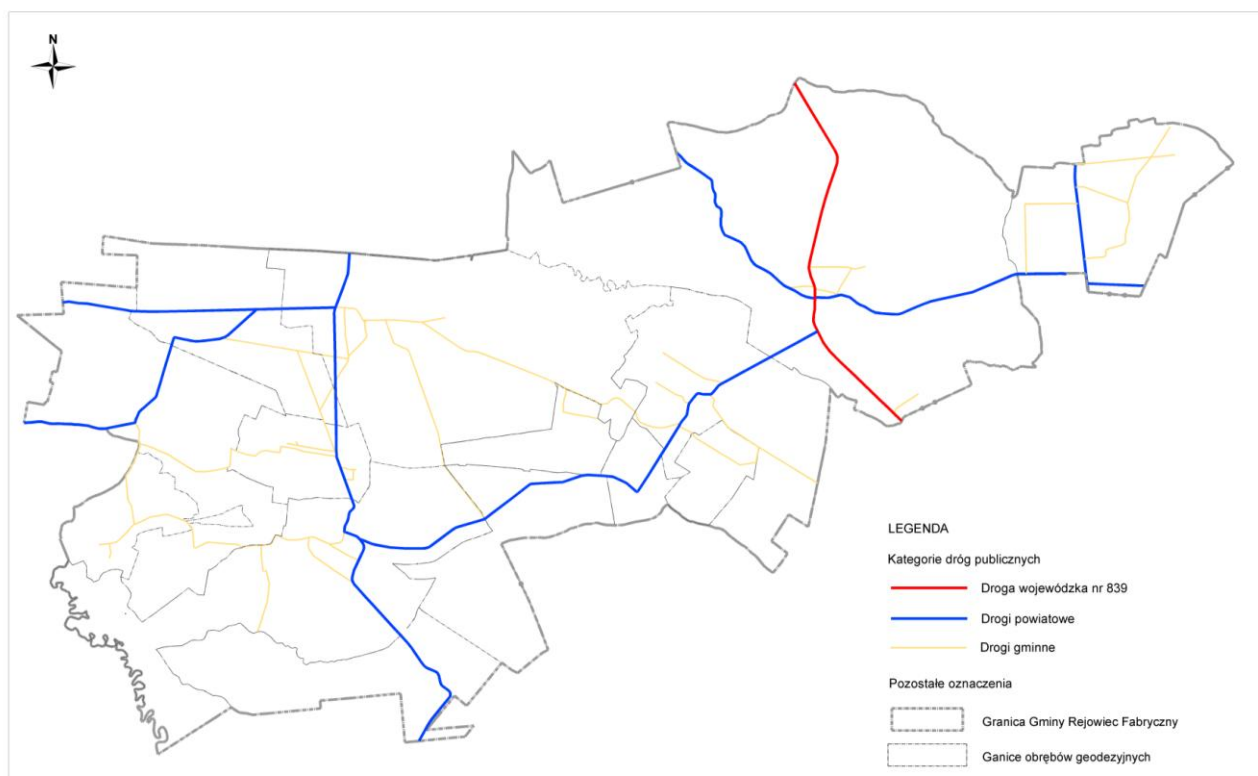 N
LEGENDA
Kategorie dróg publicznych
Droga wojewódzka nr 839
Drogi powiatowe
Drogi gminne
Pozostałe oznaczenia
Granica Gminy Rejowiec Fabryczny
Ganice obrębów geodezyjnych